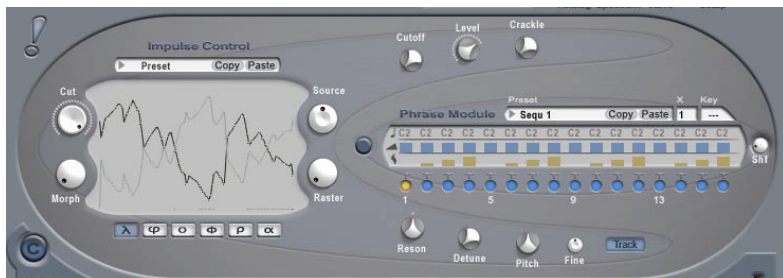 Impulse Control
Preset Copy Paste
Cut
Source
Morph
Raster
λ φ ο Φ ρ α
Cutoff
Level
Crackle
Phrase Module
Preset X Key
Sequ 1 Copy Paste 1 ---
C2 C2 C2 C2 C2 C2 C2 C2 C2 C2 C2 C2 C2 C2 C2 C2
Shf
1 5 9 13
Reson
Detune
Pitch
Fine
Track
C